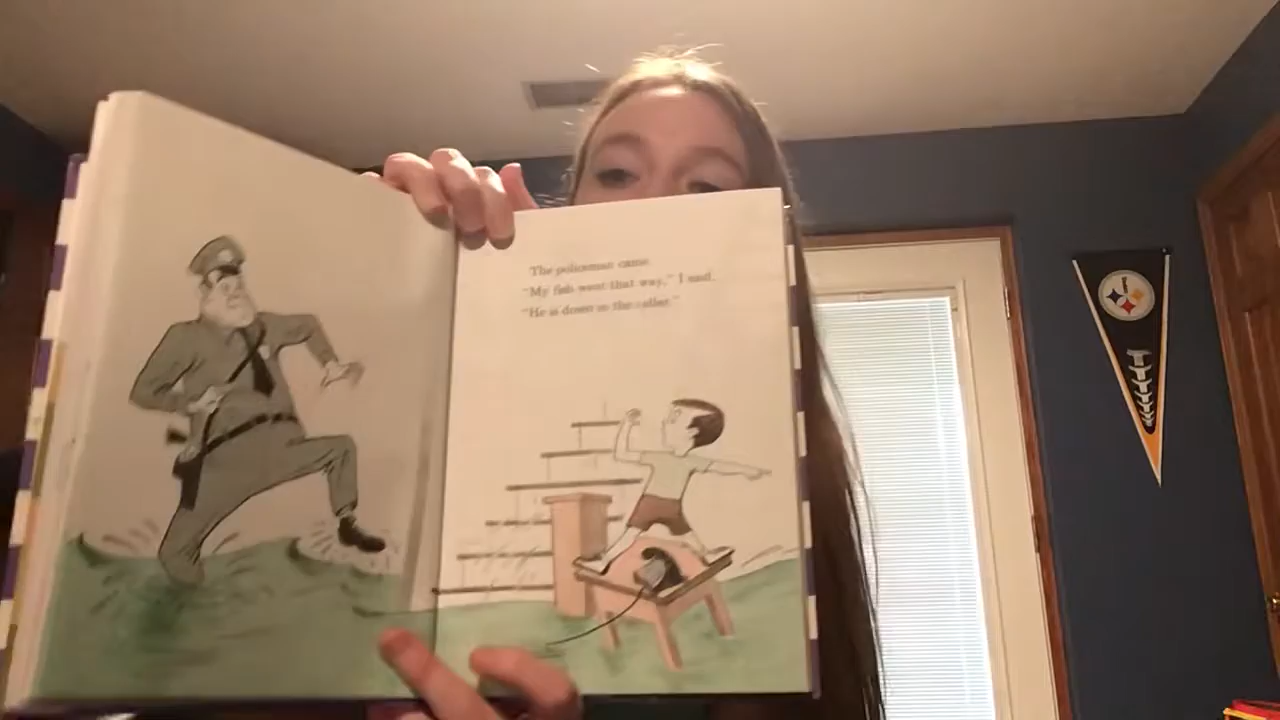 The policeman came.
"My fish went that way," I said.
"He is down in the cellar."